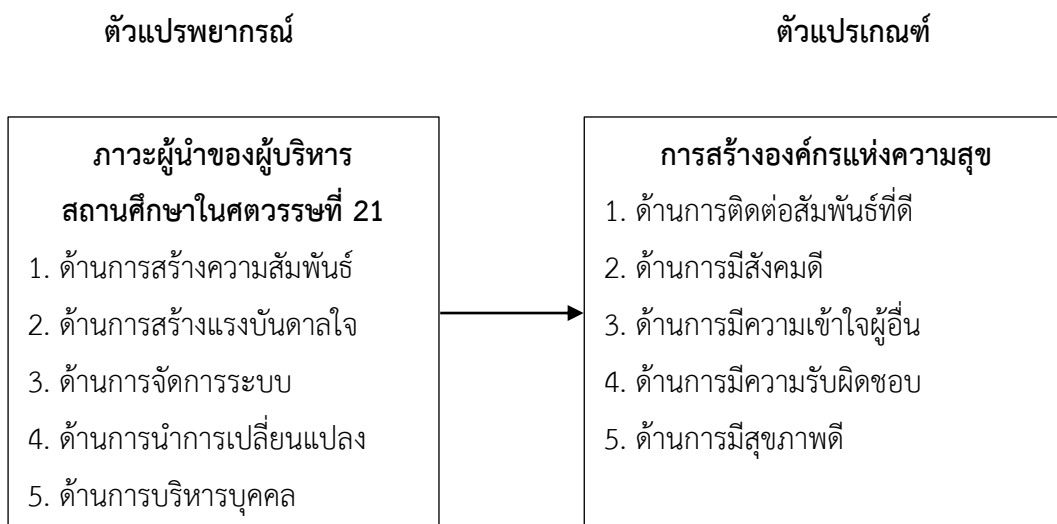 ตัวแปรพยากรณ์
ตัวแปรเกณฑ์
ภาวะผู้นำของผู้บริหาร
สถานศึกษาในศตวรรษที่ 21
1. ด้านการสร้างความสัมพันธ์
2. ด้านการสร้างแรงบันดาลใจ
3. ด้านการจัดการระบบ
4. ด้านการนำการเปลี่ยนแปลง
5. ด้านการบริหารบุคคล
การสร้างองค์กรแห่งความสุข
1. ด้านการติดต่อสัมพันธ์ที่ดี
2. ด้านการมีสังคมดี
3. ด้านการมีความเข้าใจผู้อื่น
4. ด้านการมีความรับผิดชอบ
5. ด้านการมีสุขภาพดี